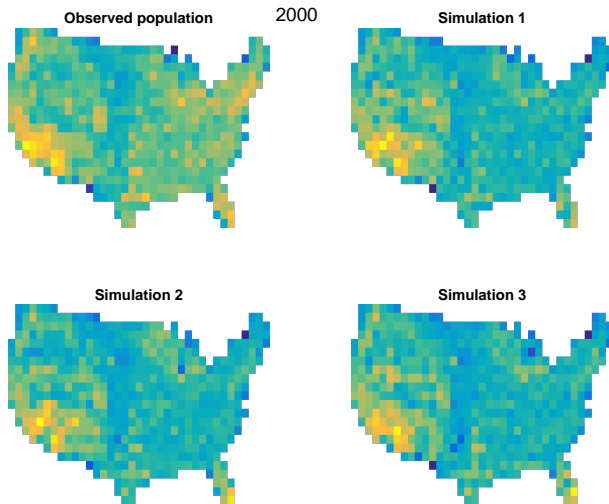 Observed population
2000
Simulation 1
Simulation 2
Simulation 3